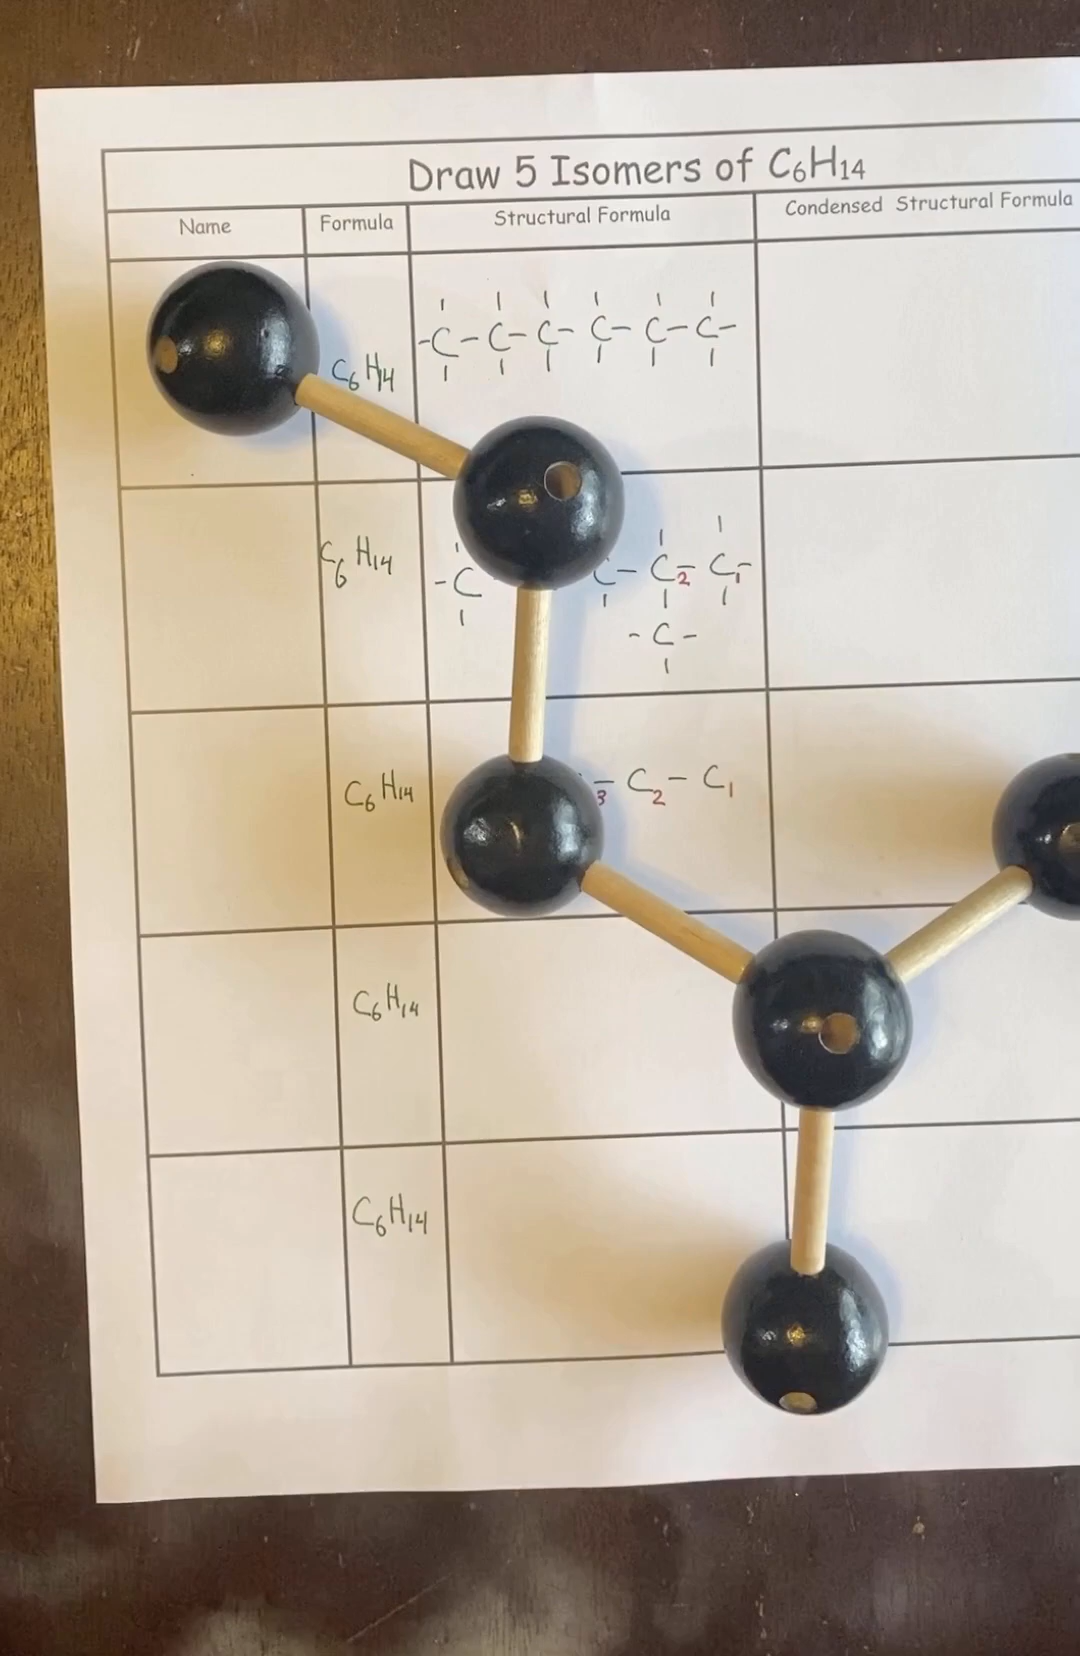 Draw 5 Isomers of C₆H₁₄
Name Formula Structural Formula Condensed Structural Formula
C₆H₁₄ -C-C-C-C-C-C-
C₆H₁₄ -C C-C₂-C₁-
-C-
C₆H₁₄ 3-C₂-C₁
C₆H₁₄
C₆H₁₄